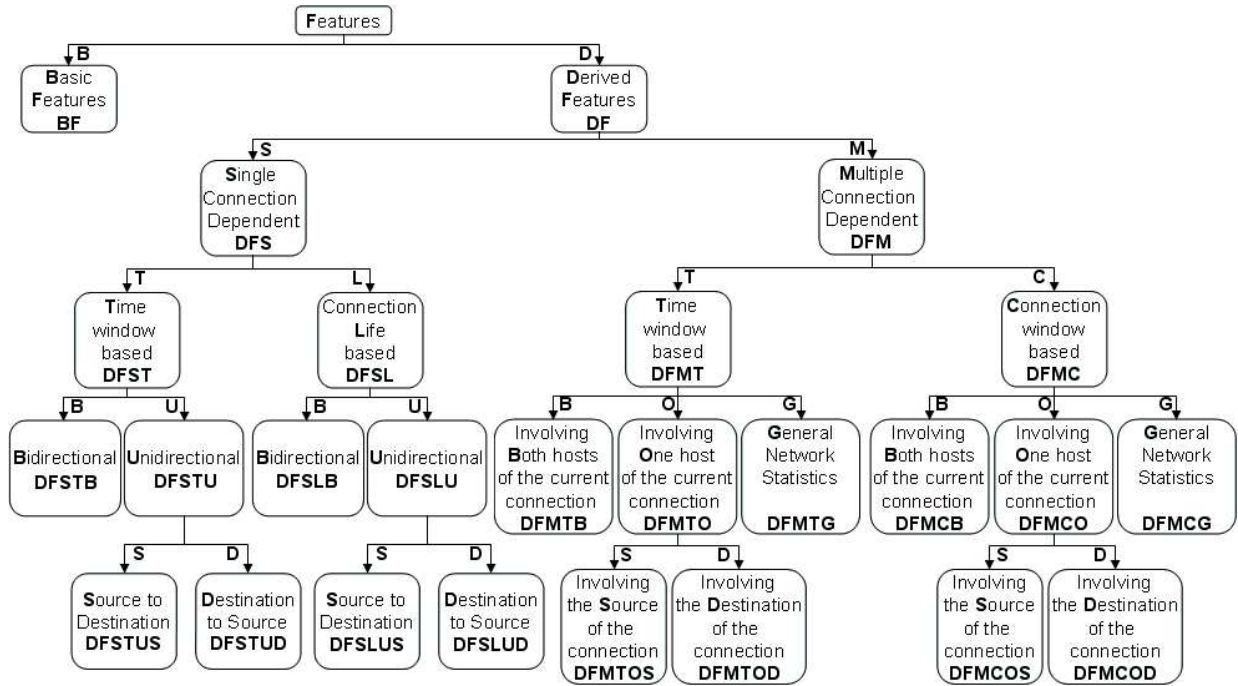 Features
B
D
Basic
Features
BF
Derived
Features
DF
S
M
Single
Connection
Dependent
DFS
Multiple
Connection
Dependent
DFM
T
L
T
C
Time
window
based
DFST
Connection
Life
based
DFSL
Time
window
based
DFMT
Connection
window
based
DFMC
B
U
B
U
B
O
G
B
O
G
Bidirectional
DFSTB
Unidirectional
DFSTU
Bidirectional
DFSLB
Unidirectional
DFSLU
Involving
Both hosts
of the current
connection
DFMTB
Involving
One host
of the current
connection
DFMTO
General
Network
Statistics
DFMTG
Involving
Both hosts
of the current
connection
DFMCB
Involving
One host
of the current
connection
DFMCO
General
Network
Statistics
DFMCG
S
D
S
D
S
D
S
D
Source to
Destination
DFSTUS
Destination
to Source
DFSTUD
Source to
Destination
DFSLUS
Destination
to Source
DFSLUD
Involving
the Source
of the
connection
DFMTOS
Involving
the Destination
of the
connection
DFMTOD
Involving
the Source
of the
connection
DFMCOS
Involving
the Destination
of the
connection
DFMCOD